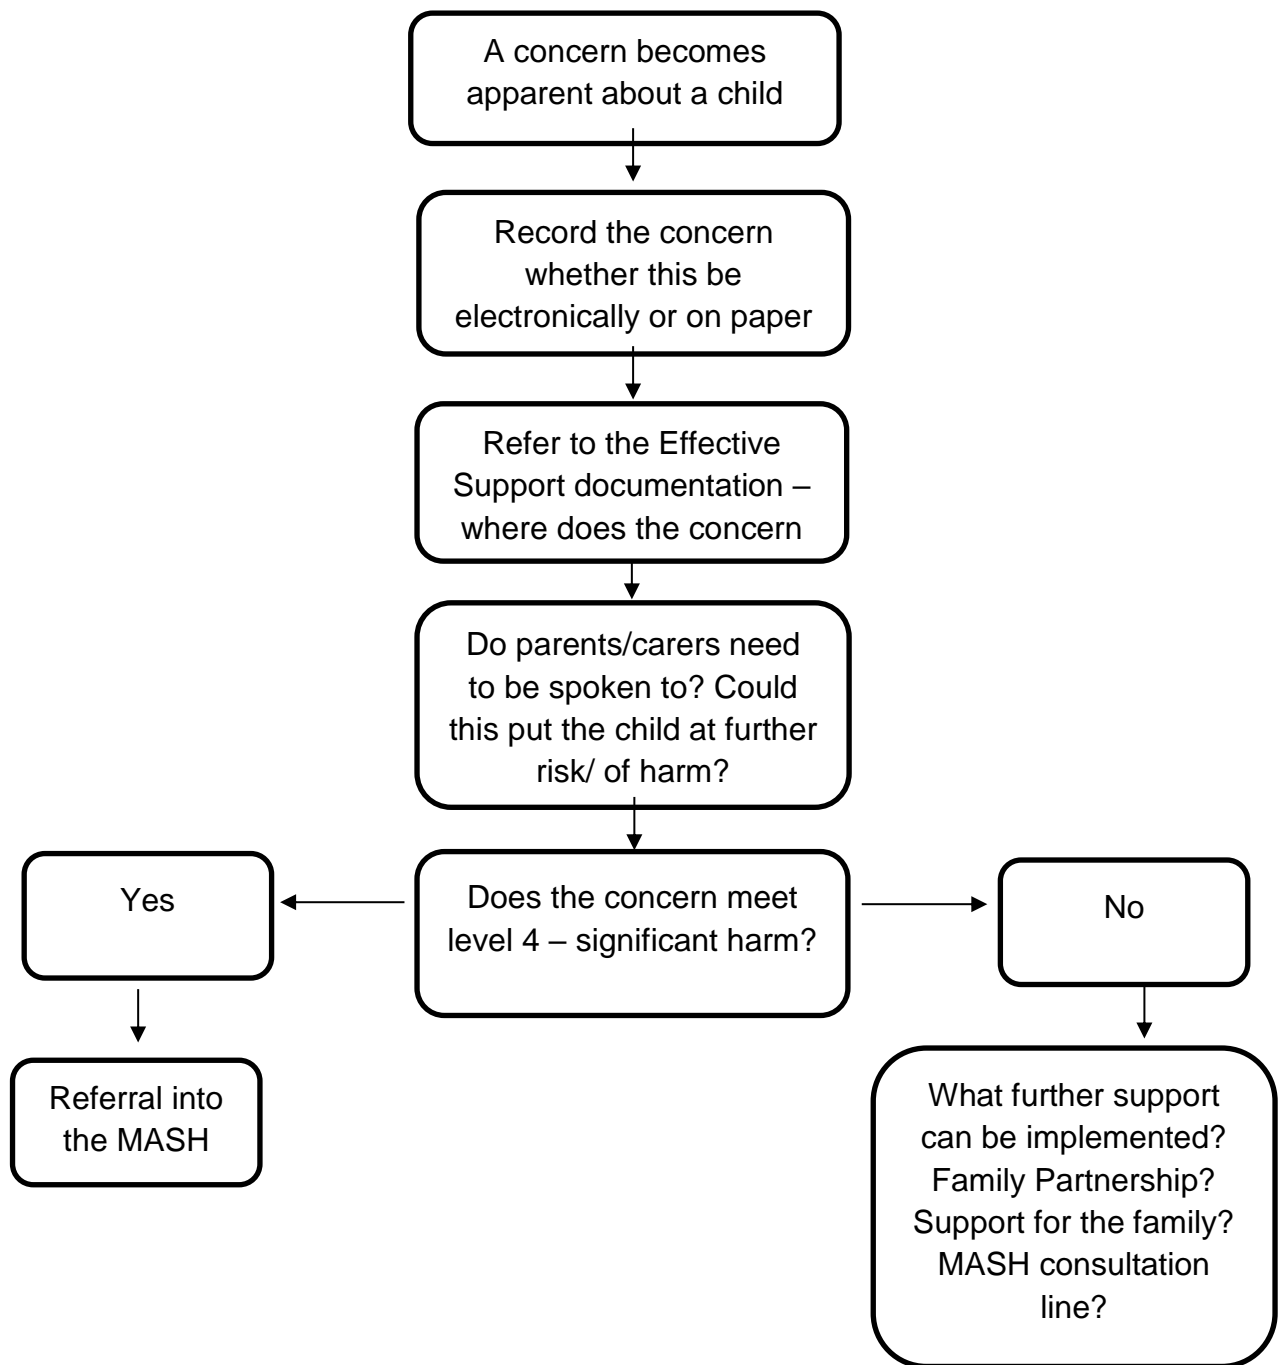 A concern becomes
apparent about a child
Record the concern
whether this be
electronically or on paper
Refer to the Effective
Support documentation –
where does the concern
Do parents/carers need
to be spoken to? Could
this put the child at further
risk/ of harm?
Does the concern meet
level 4 – significant harm?
Yes
No
Referral into
the MASH
What further support
can be implemented?
Family Partnership?
Support for the family?
MASH consultation
line?